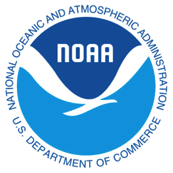 NATIONAL OCEANIC AND ATMOSPHERIC ADMINISTRATION
NOAA
U.S. DEPARTMENT OF COMMERCE